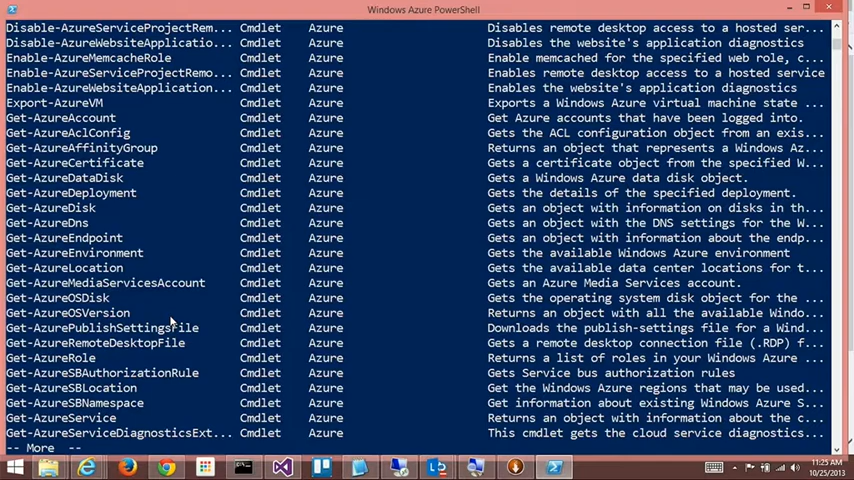 Windows Azure PowerShell
Disable-AzureServiceProjectRem... Cmdlet Azure Disables remote desktop access to a hosted ser...
Disable-AzureWebsiteApplicatio... Cmdlet Azure Disables the website's application diagnostics
Enable-AzureMemcacheRole Cmdlet Azure Enable memcached for the specified web role, c...
Enable-AzureServiceProjectRemo... Cmdlet Azure Enables remote desktop access to a hosted service
Enable-AzureWebsiteApplication... Cmdlet Azure Enables the website's application diagnostics
Export-AzureVM Cmdlet Azure Exports a Windows Azure virtual machine state ...
Get-AzureAccount Cmdlet Azure Get Azure accounts that have been logged into.
Get-AzureAclConfig Cmdlet Azure Gets the ACL configuration object from an exis...
Get-AzureAffinityGroup Cmdlet Azure Returns an object that represents a Windows Az...
Get-AzureCertificate Cmdlet Azure Gets a certificate object from the specified W...
Get-AzureDataDisk Cmdlet Azure Gets a Windows Azure data disk object.
Get-AzureDeployment Cmdlet Azure Gets the details of the specified deployment.
Get-AzureDisk Cmdlet Azure Gets an object with information on disks in th...
Get-AzureDns Cmdlet Azure Gets an object with the DNS settings for the W...
Get-AzureEndpoint Cmdlet Azure Gets an object with information about the endp...
Get-AzureEnvironment Cmdlet Azure Gets the available Windows Azure environment
Get-AzureLocation Cmdlet Azure Gets the available data center locations for t...
Get-AzureMediaServicesAccount Cmdlet Azure Gets an Azure Media Services account.
Get-AzureOSDisk Cmdlet Azure Gets the operating system disk object for the ...
Get-AzureOSVersion Cmdlet Azure Returns an object with all the available Windo...
Get-AzurePublishSettingsFile Cmdlet Azure Downloads the publish-settings file for a Wind...
Get-AzureRemoteDesktopFile Cmdlet Azure Gets a remote desktop connection file (.RDP) f...
Get-AzureRole Cmdlet Azure Returns a list of roles in your Windows Azure ...
Get-AzureSBAuthorizationRule Cmdlet Azure Gets Service bus authorization rules
Get-AzureSBLocation Cmdlet Azure Get the Windows Azure regions that may be used...
Get-AzureSBNamespace Cmdlet Azure Get information about existing Windows Azure S...
Get-AzureService Cmdlet Azure Returns an object with information about the c...
Get-AzureServiceDiagnosticsExt... Cmdlet Azure This cmdlet gets the cloud service diagnostics...
-- More --
11:25 AM
10/25/2013